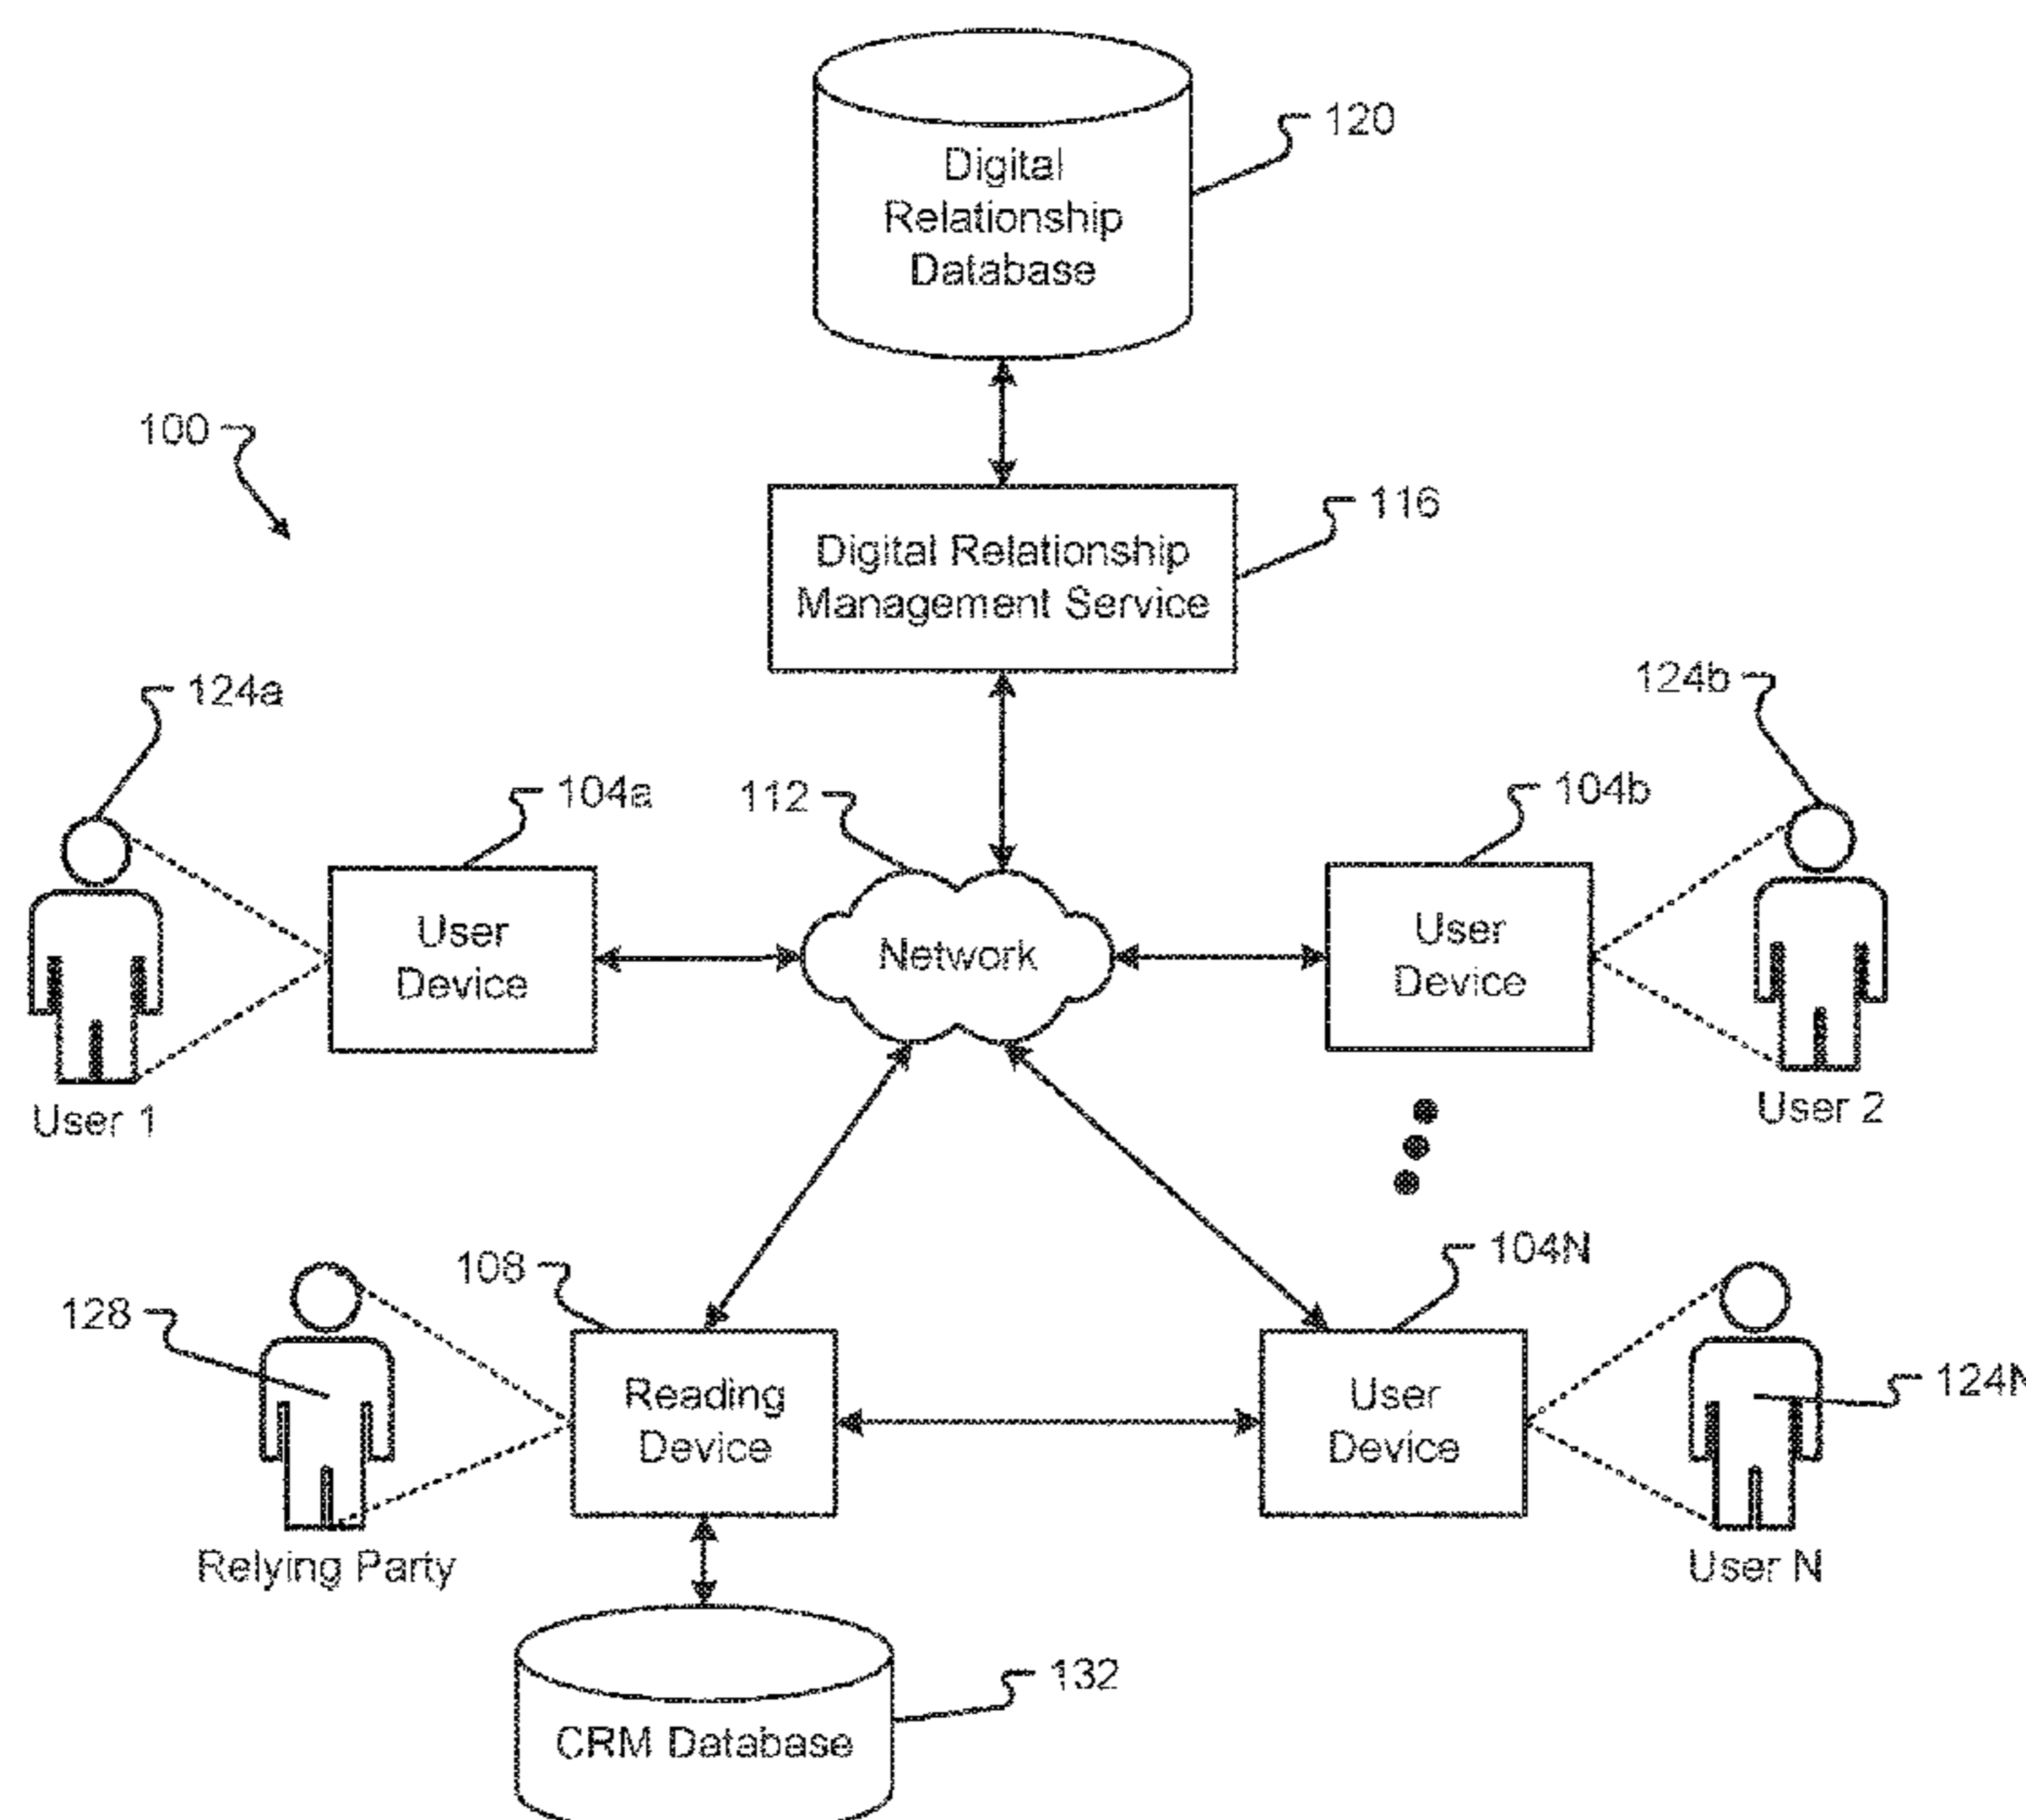 120
Digital
Relationship
Database
100
116
Digital Relationship
Management Service
124a
124b
104a
112
104b
User
Device
Network
User
Device
User 1
User 2
108
104N
128
124N
Reading
Device
User
Device
Relying Party
User N
132
CRM Database